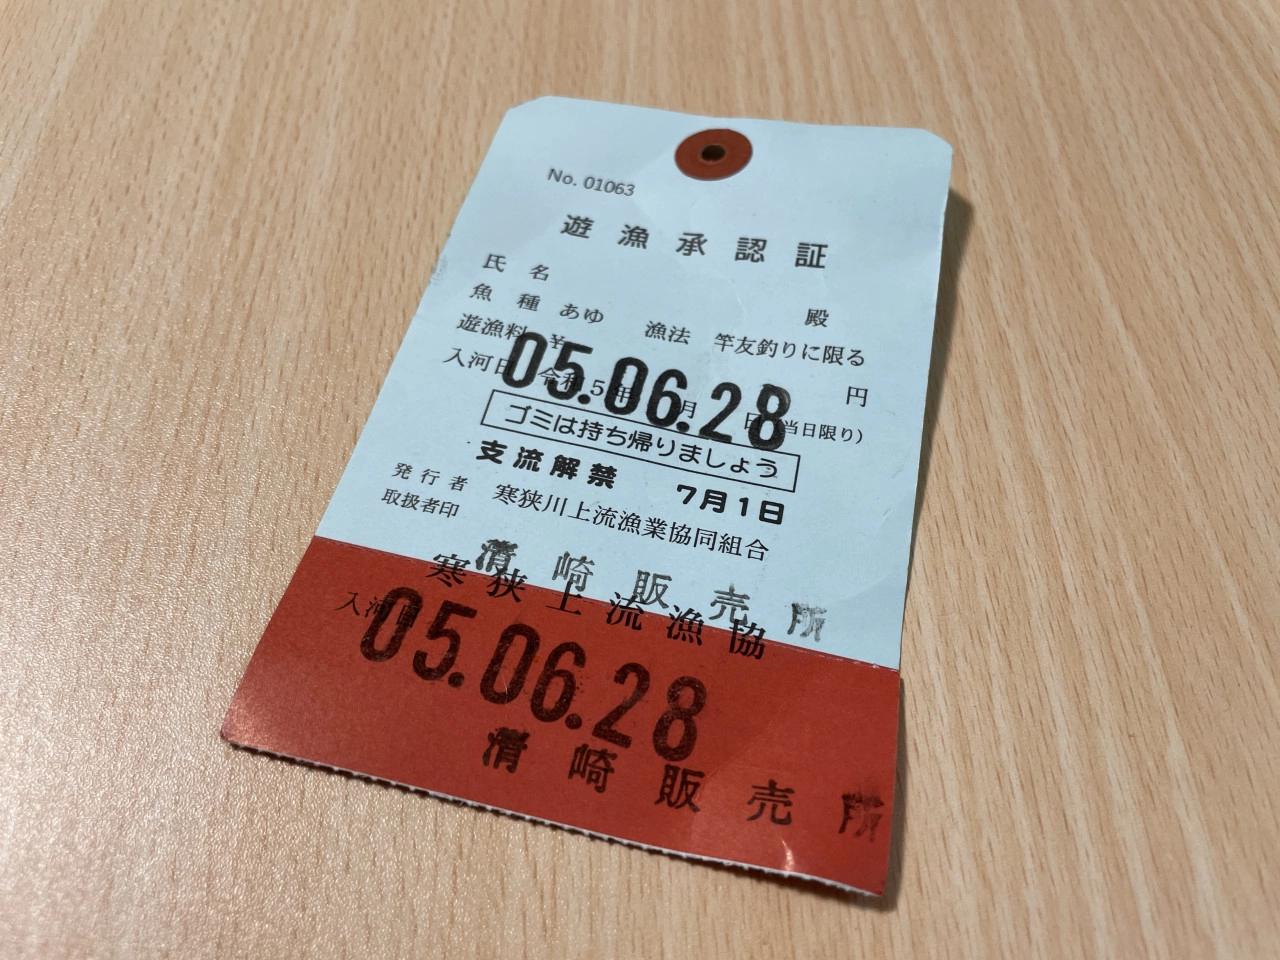 No. 01063
遊漁承認証
氏名 殿
魚種 あゆ 漁法 竿友釣りに限る
遊漁料 ¥ 円
入河日 令和5年 月 日(当日限り)
05.06.28
ゴミは持ち帰りましょう
支流解禁 7月1日
発行者 寒狭川上流漁業協同組合
取扱者印
清崎販売所
寒狭上流漁協
入河
05.06.28
清崎販売所